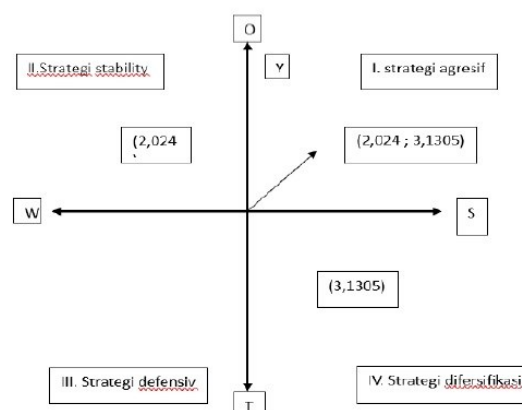 O
II.Strategi stability
Y
I. strategi agresif
(2,024
(2,024 ; 3,1305)
W
S
(3,1305)
III. Strategi defensiv
T
IV. Strategi difersifikasi